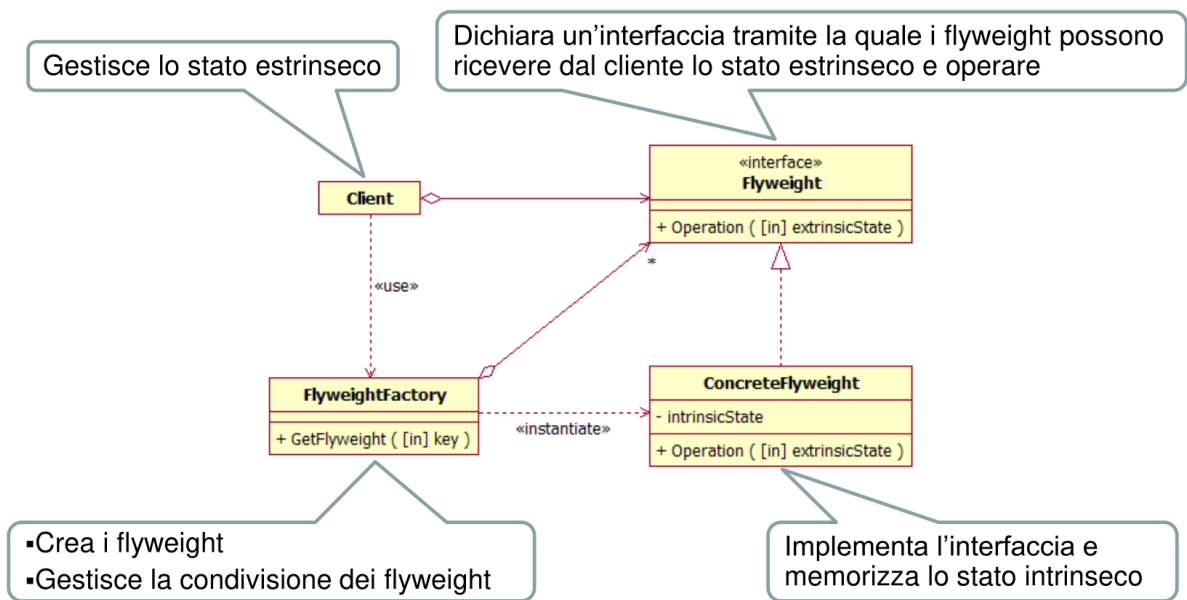 Gestisce lo stato estrinseco
Dichiara un'interfaccia tramite la quale i flyweight possono
ricevere dal cliente lo stato estrinseco e operare
Client
«interface»
Flyweight
+ Operation ( [in] extrinsicState )
*
«use»
FlyweightFactory
+ GetFlyweight ( [in] key )
«instantiate»
ConcreteFlyweight
- intrinsicState
+ Operation ( [in] extrinsicState )
▪Crea i flyweight
▪Gestisce la condivisione dei flyweight
Implementa l'interfaccia e
memorizza lo stato intrinseco